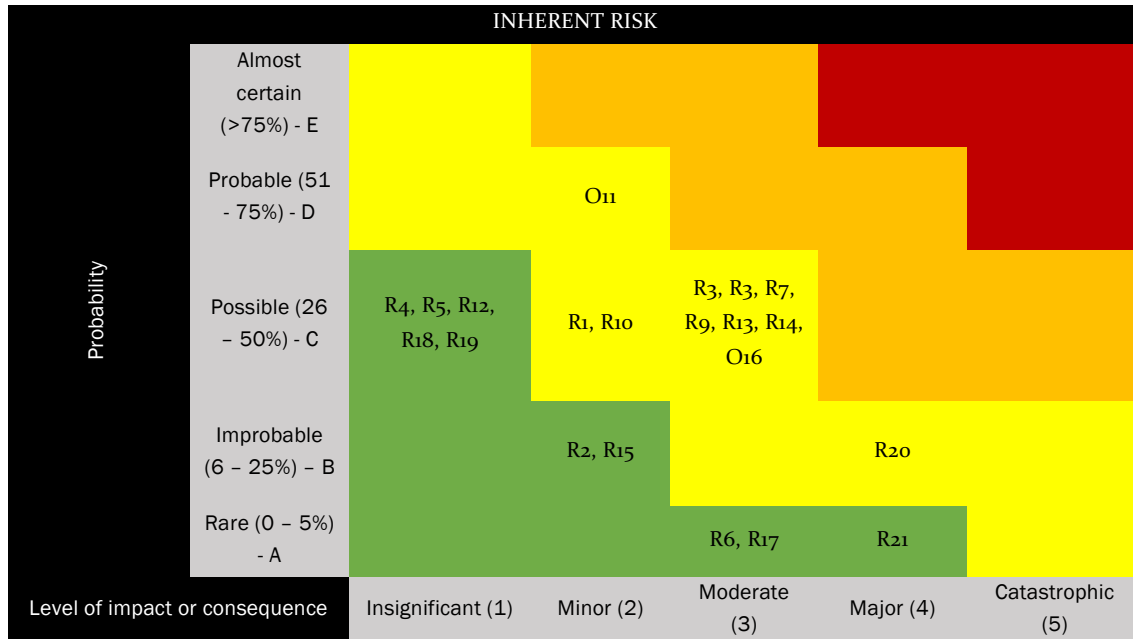 INHERENT RISK
Probability
Almost
certain
(>75%) - E
Probable (51
- 75%) - D
O11
Possible (26
– 50%) - C
R4, R5, R12,
R18, R19
R1, R10
R3, R3, R7,
R9, R13, R14,
O16
Improbable
(6 – 25%) – B
R2, R15
R20
Rare (0 – 5%)
- A
R6, R17
R21
Level of impact or consequence
Insignificant (1)
Minor (2)
Moderate
(3)
Major (4)
Catastrophic
(5)